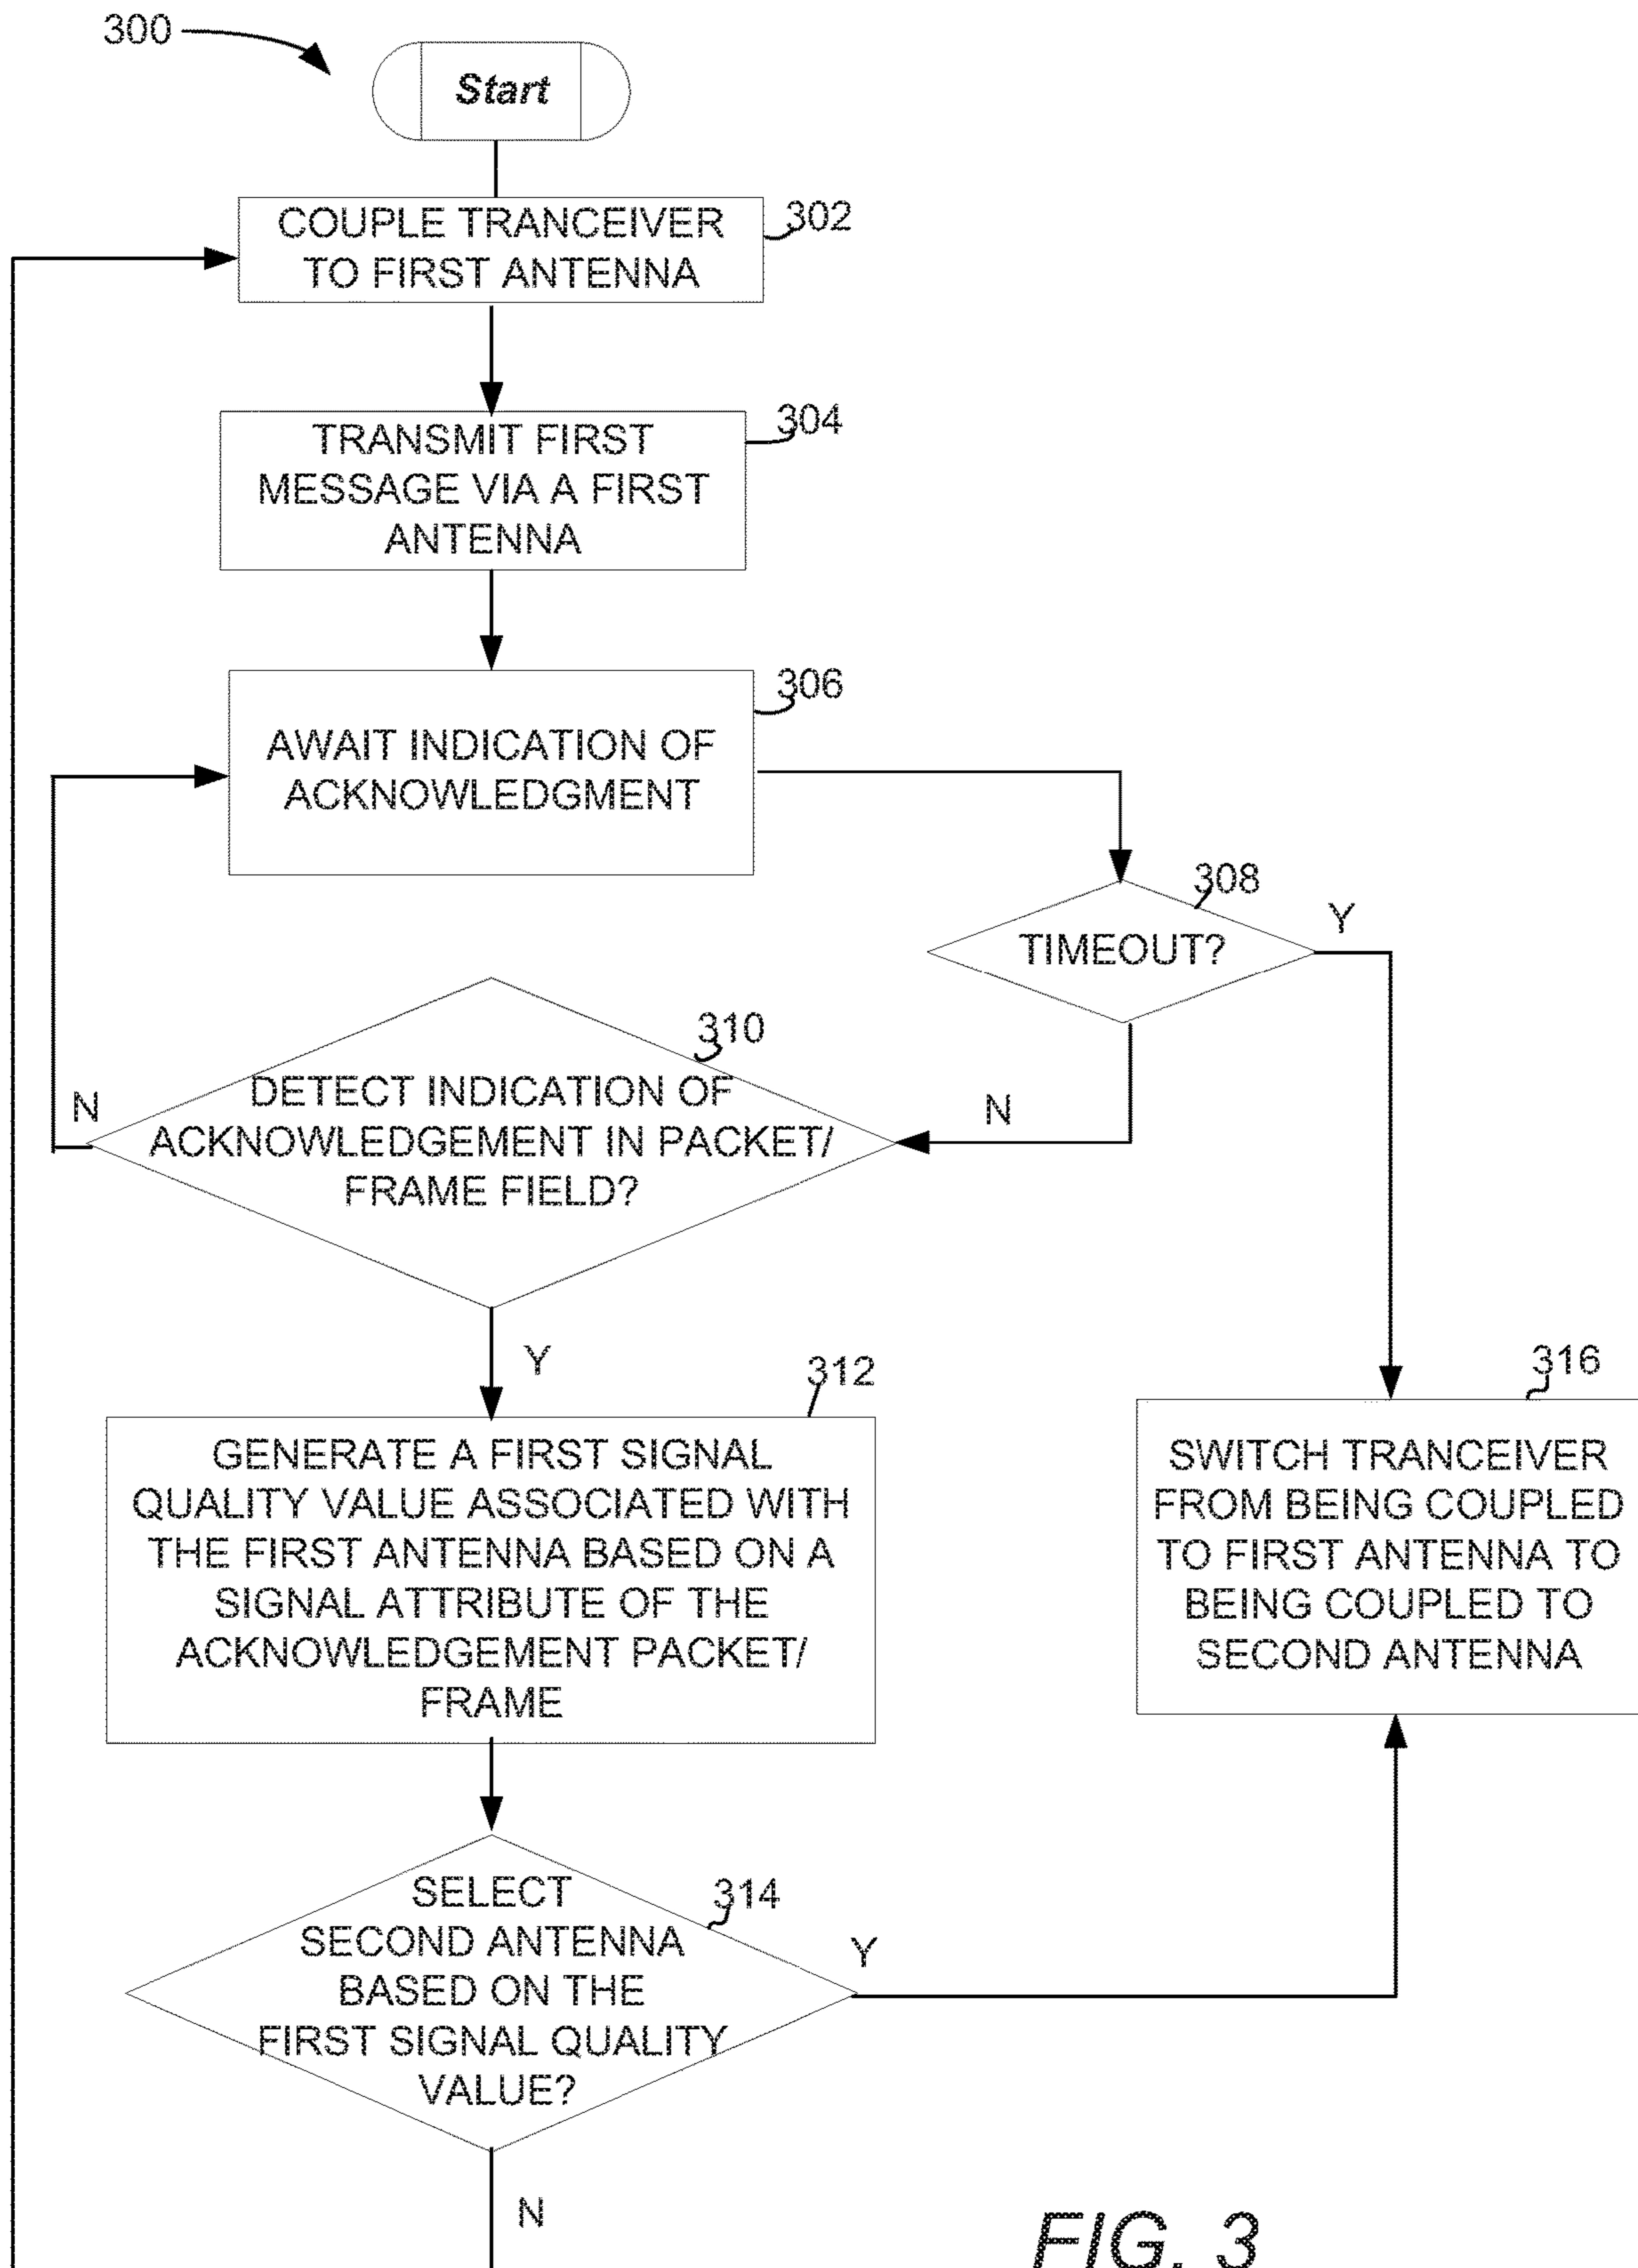 300
Start
COUPLE TRANCEIVER
TO FIRST ANTENNA
302
TRANSMIT FIRST
MESSAGE VIA A FIRST
ANTENNA
304
AWAIT INDICATION OF
ACKNOWLEDGMENT
306
TIMEOUT?
308
Y
N
DETECT INDICATION OF
ACKNOWLEDGEMENT IN PACKET/
FRAME FIELD?
310
N
Y
GENERATE A FIRST SIGNAL
QUALITY VALUE ASSOCIATED WITH
THE FIRST ANTENNA BASED ON A
SIGNAL ATTRIBUTE OF THE
ACKNOWLEDGEMENT PACKET/
FRAME
312
SWITCH TRANCEIVER
FROM BEING COUPLED
TO FIRST ANTENNA TO
BEING COUPLED TO
SECOND ANTENNA
316
SELECT
SECOND ANTENNA
BASED ON THE
FIRST SIGNAL QUALITY
VALUE?
314
Y
N
FIG. 3